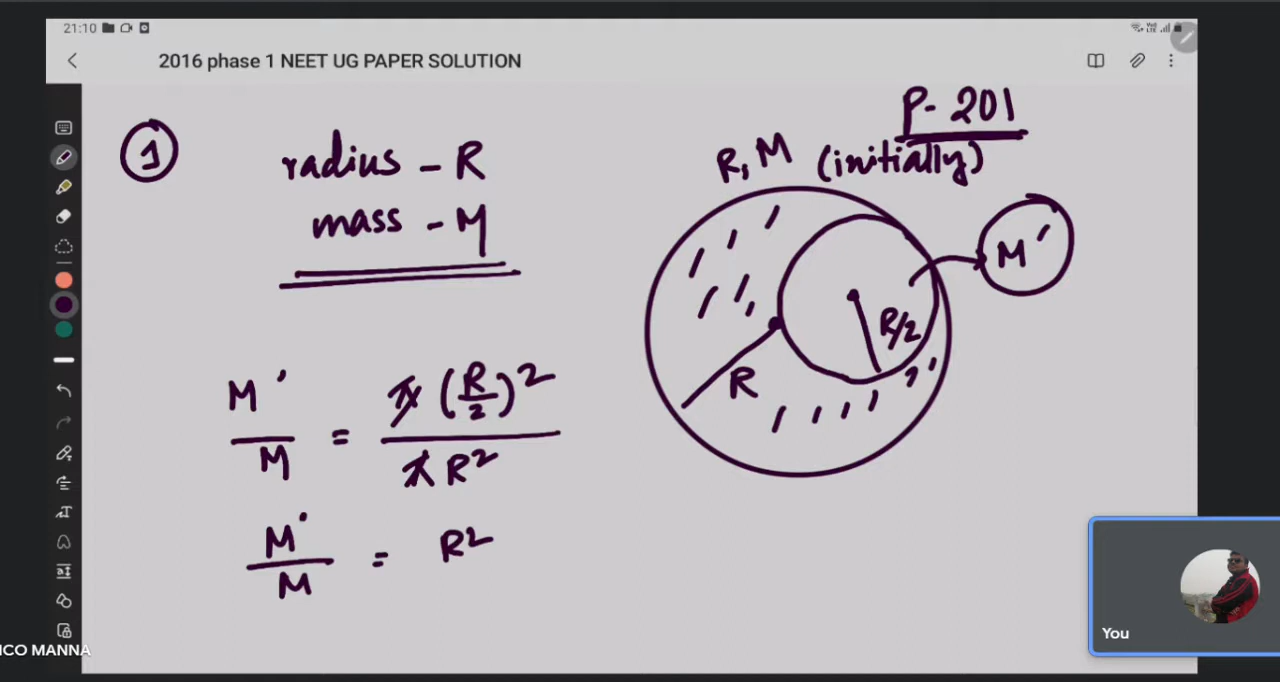 21:10
2016 phase 1 NEET UG PAPER SOLUTION
P-201
1
radius - R
mass - M
R, M (initially)
M'
R/2
R
M'/M = π(R/2)²/πR²
M'/M = R²
You
ICO MANNA